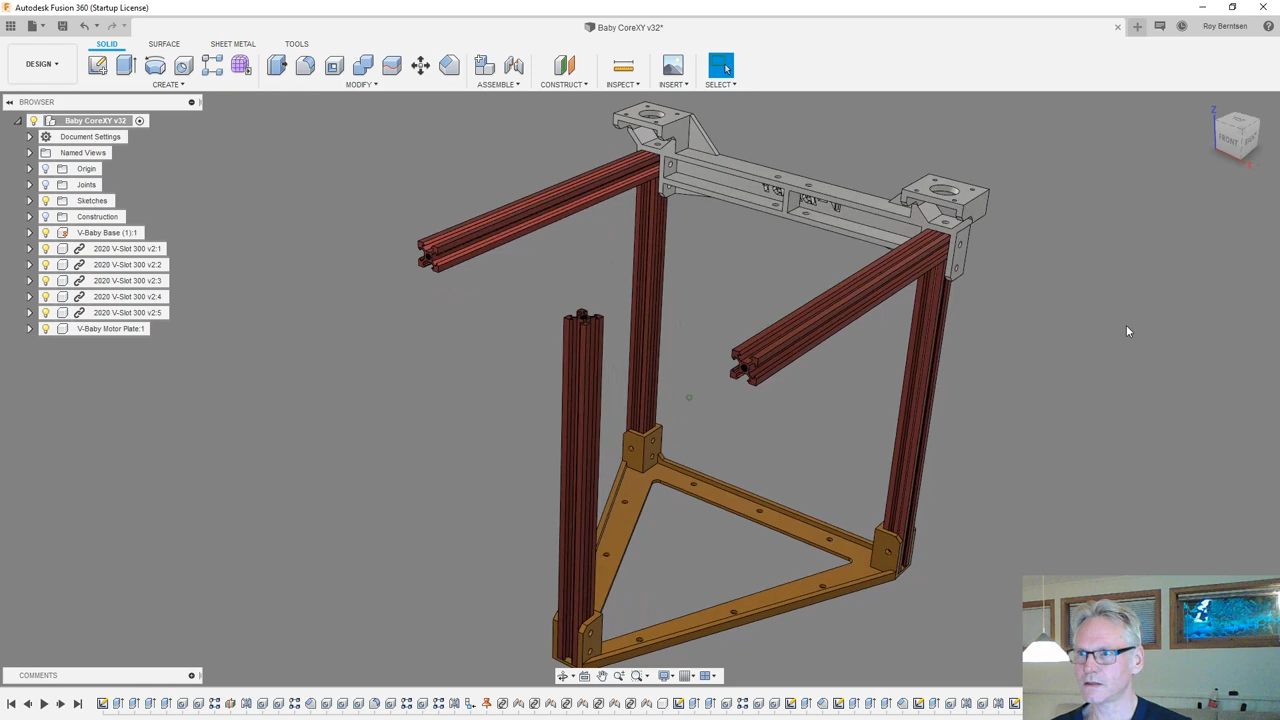 Autodesk Fusion 360 (Startup License)
Baby CoreXY v32*
Roy Berntsen
SOLID SURFACE SHEET METAL TOOLS
DESIGN
CREATE MODIFY ASSEMBLE CONSTRUCT INSPECT INSERT SELECT
BROWSER
Baby CoreXY v32
Document Settings
Named Views
Origin
Joints
Sketches
Construction
V-Baby Base (1):1
2020 V-Slot 300 v2:1
2020 V-Slot 300 v2:2
2020 V-Slot 300 v2:3
2020 V-Slot 300 v2:4
2020 V-Slot 300 v2:5
V-Baby Motor Plate:1
Z
FRONT
COMMENTS